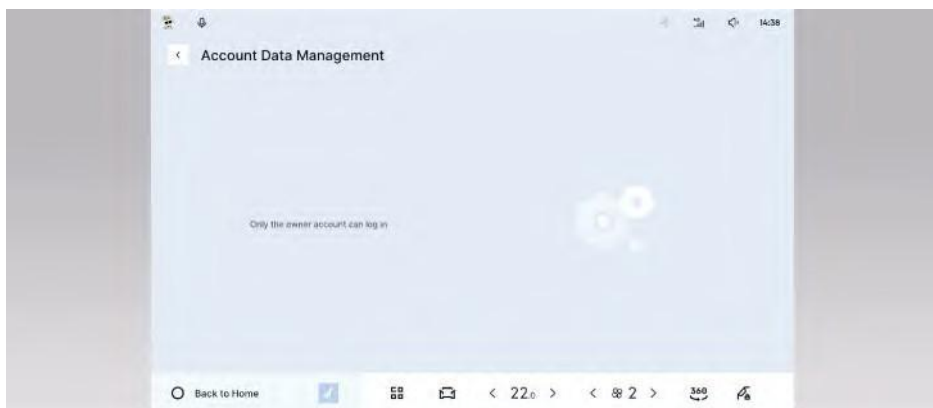 14:38
Account Data Management
Only the owner account can log in
Back to Home
22.0
2
360